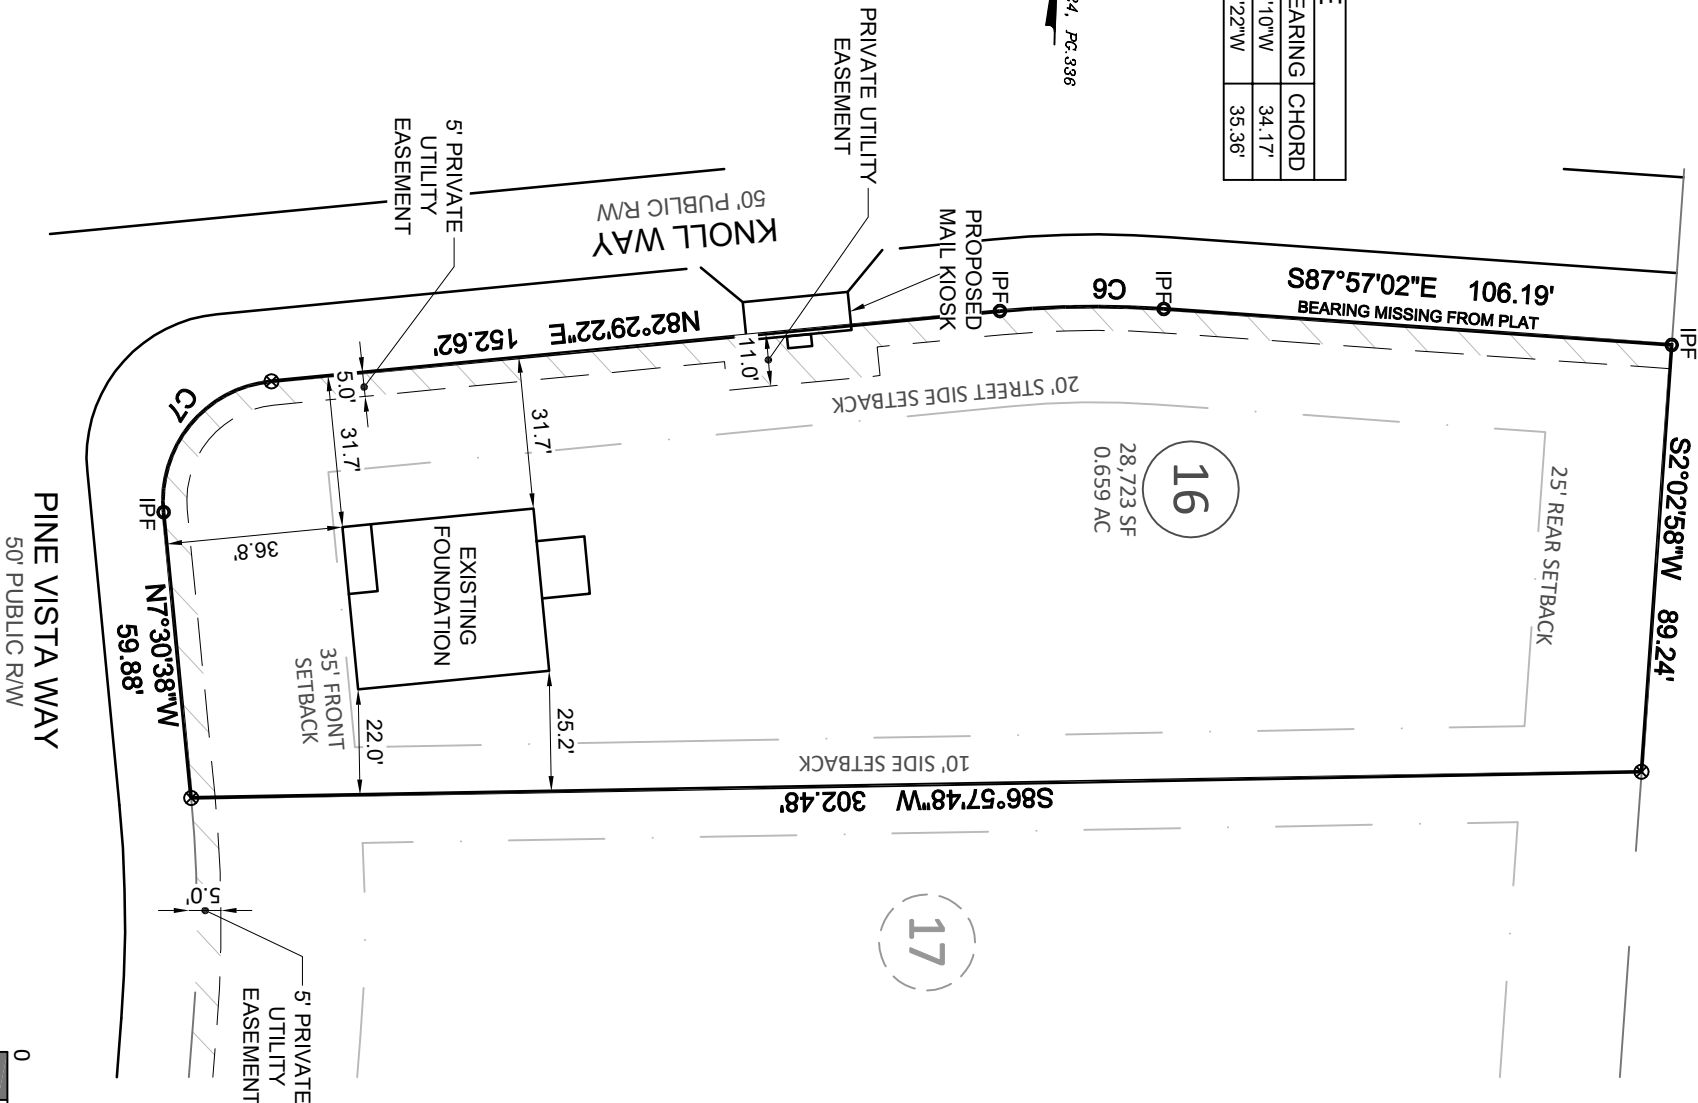 E
EARING CHORD
'10"W 34.17'
'22"W 35.36'
PG.336
PRIVATE UTILITY
EASEMENT
5' PRIVATE
UTILITY
EASEMENT
KNOLL WAY
50' PUBLIC R/W
PROPOSED
MAIL KIOSK
IPF
C6
IPF
S87°57'02"E 106.19'
BEARING MISSING FROM PLAT
IPF
N82°29'22"E 152.62'
11.0'
5.0'
C7
31.7'
31.7'
20' STREET SIDE SETBACK
16
28,723 SF
0.659 AC
25' REAR SETBACK
S2°02'58"W 89.24'
IPF
36.8'
EXISTING
FOUNDATION
PINE VISTA WAY
50' PUBLIC R/W
N7°30'38"W
59.88'
35' FRONT
SETBACK
22.0'
25.2'
10' SIDE SETBACK
S86°57'48"W 302.48'
17
5.0'
5' PRIVATE
UTILITY
EASEMENT
0